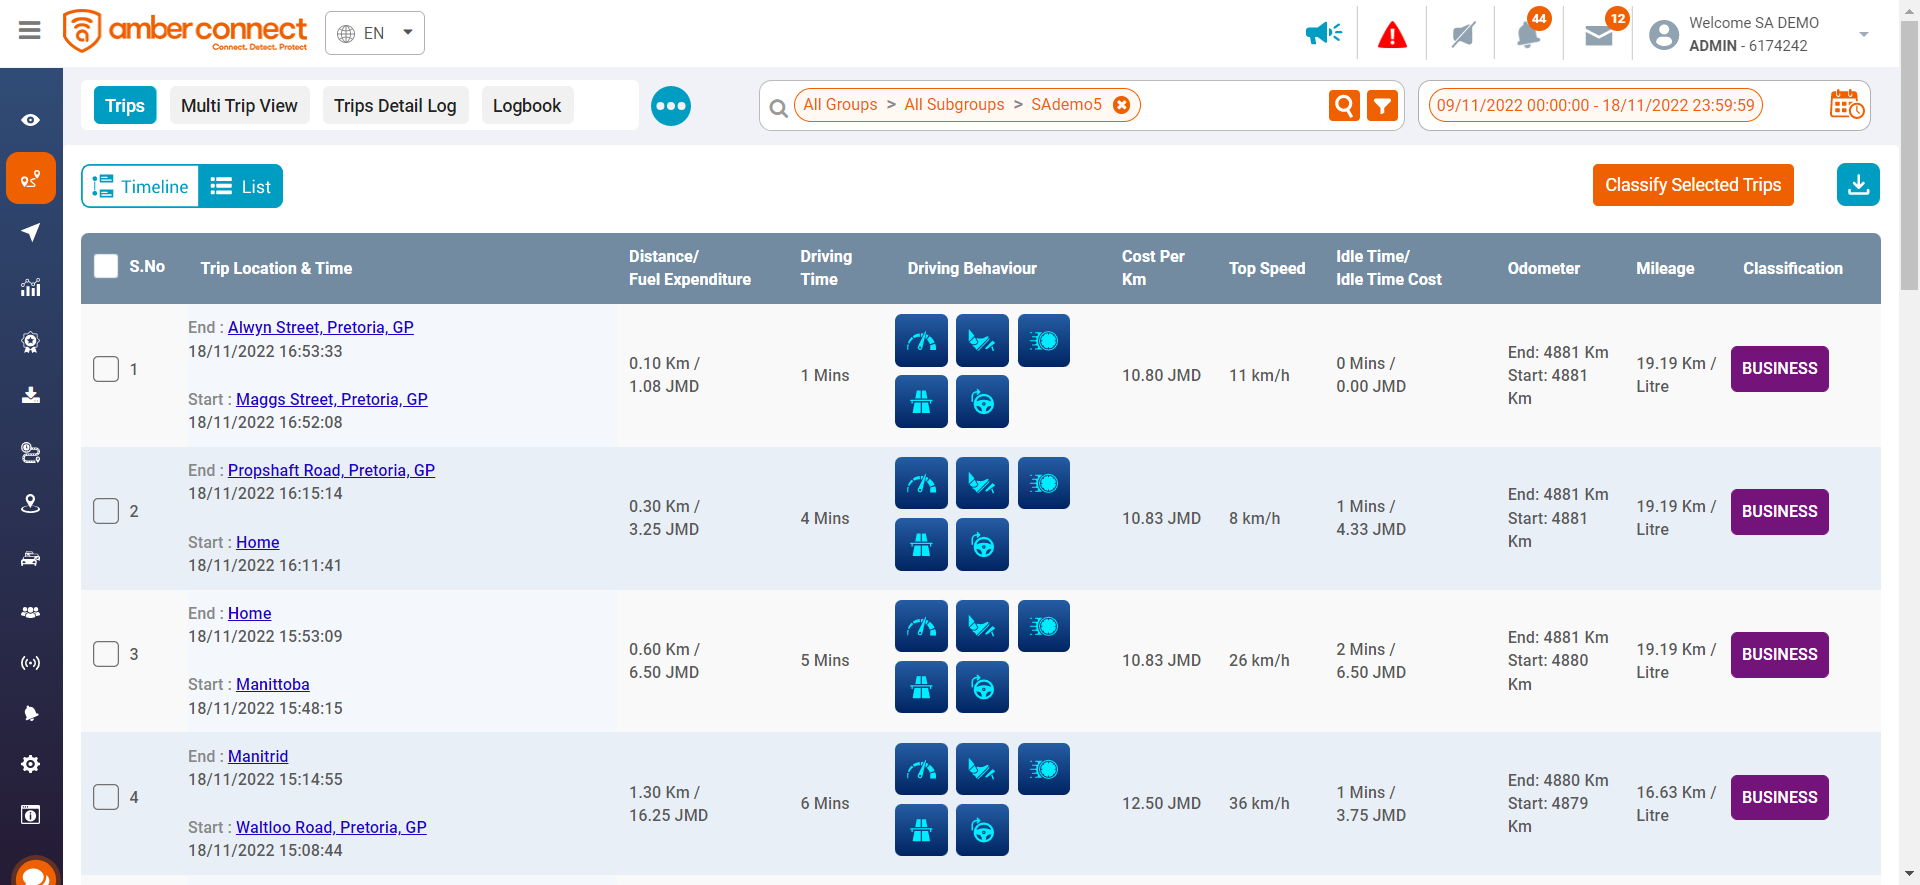 amber connect
Connect. Detect. Protect
EN
44
12
Welcome SA DEMO
ADMIN - 6174242
Trips
Multi Trip View
Trips Detail Log
Logbook
All Groups > All Subgroups > SAdemo5
09/11/2022 00:00:00 - 18/11/2022 23:59:59
Timeline
List
Classify Selected Trips
S.No
Trip Location & Time
Distance/
Fuel Expenditure
Driving
Time
Driving Behaviour
Cost Per
Km
Top Speed
Idle Time/
Idle Time Cost
Odometer
Mileage
Classification
1
End : Alwyn Street, Pretoria, GP
18/11/2022 16:53:33
Start : Maggs Street, Pretoria, GP
18/11/2022 16:52:08
0.10 Km /
1.08 JMD
1 Mins
10.80 JMD
11 km/h
0 Mins /
0.00 JMD
End: 4881 Km
Start: 4881
Km
19.19 Km /
Litre
BUSINESS
2
End : Propshaft Road, Pretoria, GP
18/11/2022 16:15:14
Start : Home
18/11/2022 16:11:41
0.30 Km /
3.25 JMD
4 Mins
10.83 JMD
8 km/h
1 Mins /
4.33 JMD
End: 4881 Km
Start: 4881
Km
19.19 Km /
Litre
BUSINESS
3
End : Home
18/11/2022 15:53:09
Start : Manittoba
18/11/2022 15:48:15
0.60 Km /
6.50 JMD
5 Mins
10.83 JMD
26 km/h
2 Mins /
6.50 JMD
End: 4881 Km
Start: 4880
Km
19.19 Km /
Litre
BUSINESS
4
End : Manitrid
18/11/2022 15:14:55
Start : Waltloo Road, Pretoria, GP
18/11/2022 15:08:44
1.30 Km /
16.25 JMD
6 Mins
12.50 JMD
36 km/h
1 Mins /
3.75 JMD
End: 4880 Km
Start: 4879
Km
16.63 Km /
Litre
BUSINESS